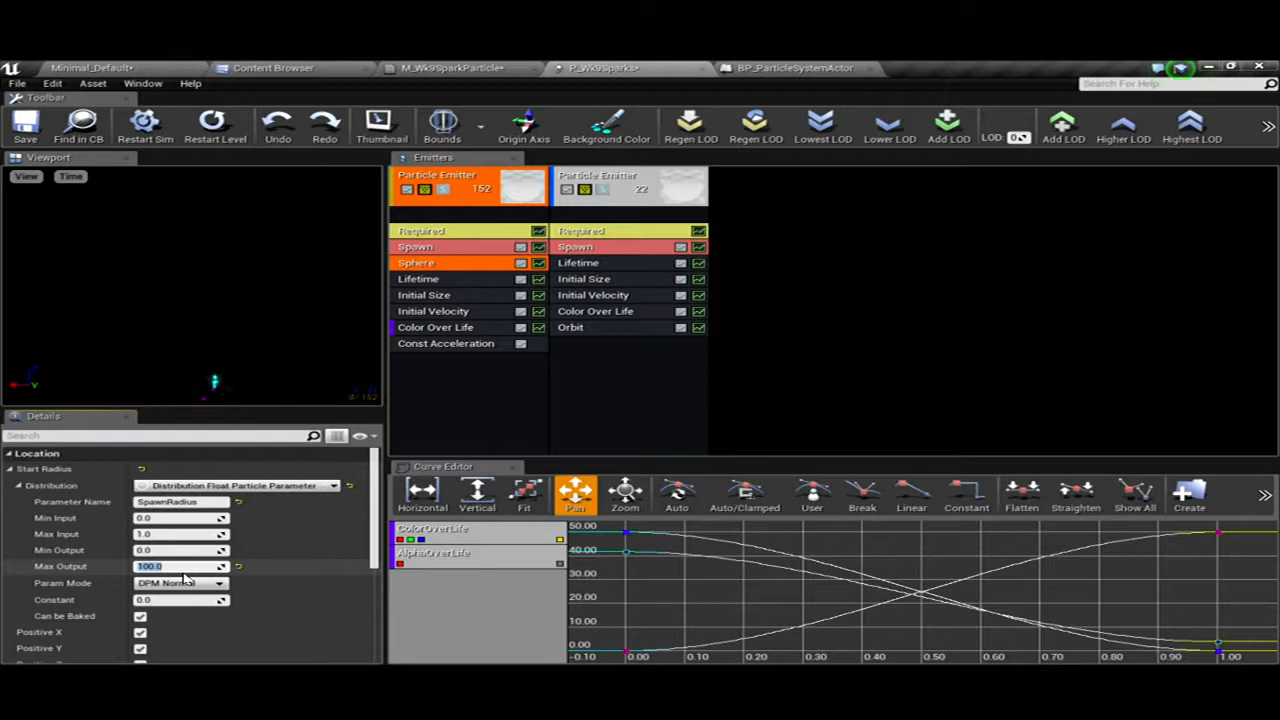 Minimal_Default*
Content Browser
M_Wk9SparkParticle*
P_Wk9Sparks*
BP_ParticleSystemActor
File Edit Asset Window Help
Search For Help
Toolbar
Save
Find in CB
Restart Sim
Restart Level
Undo
Redo
Thumbnail
Bounds
Origin Axis
Background Color
Regen LOD
Regen LOD
Lowest LOD
Lower LOD
Add LOD
LOD: 0
Add LOD
Higher LOD
Highest LOD
Viewport
Emitters
View Time
Particle Emitter
152
Particle Emitter
22
Required
Required
Spawn
Spawn
Sphere
Lifetime
Lifetime
Initial Size
Initial Size
Initial Velocity
Initial Velocity
Color Over Life
Color Over Life
Orbit
Const Acceleration
Details
Search
Location
Start Radius
Distribution Distribution Float Particle Parameter
Parameter Name SpawnRadius
Min Input 0.0
Max Input 1.0
Min Output 0.0
Max Output 100.0
Param Mode DPM Normal
Constant 0.0
Can be Baked
Positive X
Positive Y
Curve Editor
Horizontal
Vertical
Fit
Pan
Zoom
Auto
Auto/Clamped
User
Break
Linear
Constant
Flatten
Straighten
Show All
Create
ColorOverLife
AlphaOverLife
50.00
40.00
30.00
20.00
10.00
0.00
-0.10 0.00 0.10 0.20 0.30 0.40 0.50 0.60 0.70 0.80 0.90 1.00